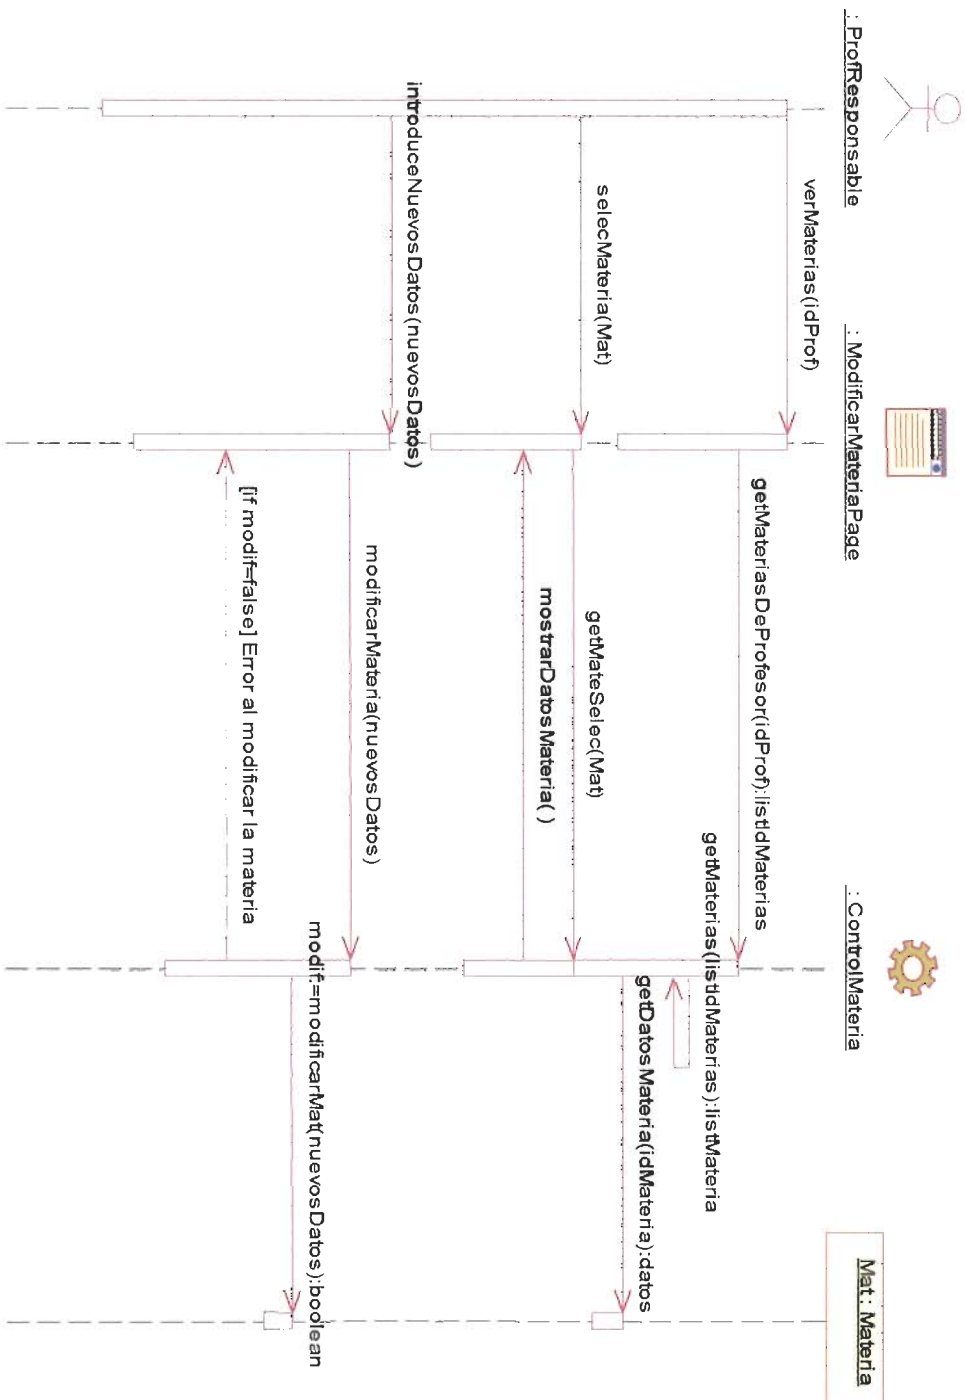 : ProfResponsable
: ModificarMateriaPage
: ControlMateria
Mat : Materia
verMaterias(idProf)
getMateriasDeProfesor(idProf):listIdMaterias
getMaterias(listIdMaterias):listMateria
getDatosMateria(idMateria):datos
selecMateria(Mat)
getMateSelec(Mat)
mostrarDatosMateria( )
introduceNuevosDatos(nuevosDatos)
modificarMateria(nuevosDatos)
modif:=modificarMat(nuevosDatos):boolean
[if modif=false] Error al modificar la materia